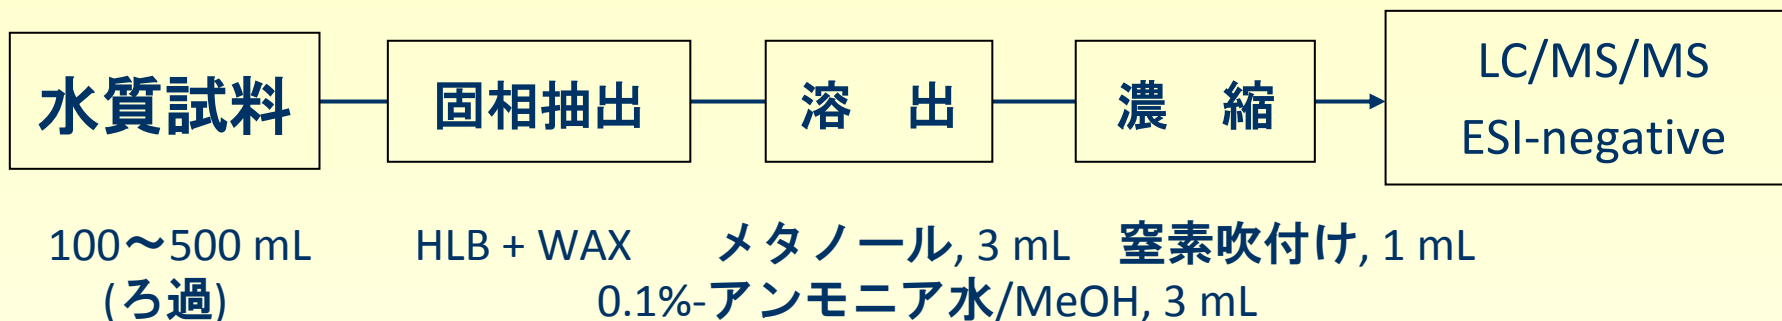 水質試料
固相抽出
溶　出
濃　縮
LC/MS/MS
ESI-negative
100～500 mL
(ろ過)
HLB + WAX
メタノール, 3 mL
窒素吹付け, 1 mL
0.1%-アンモニア水/MeOH, 3 mL